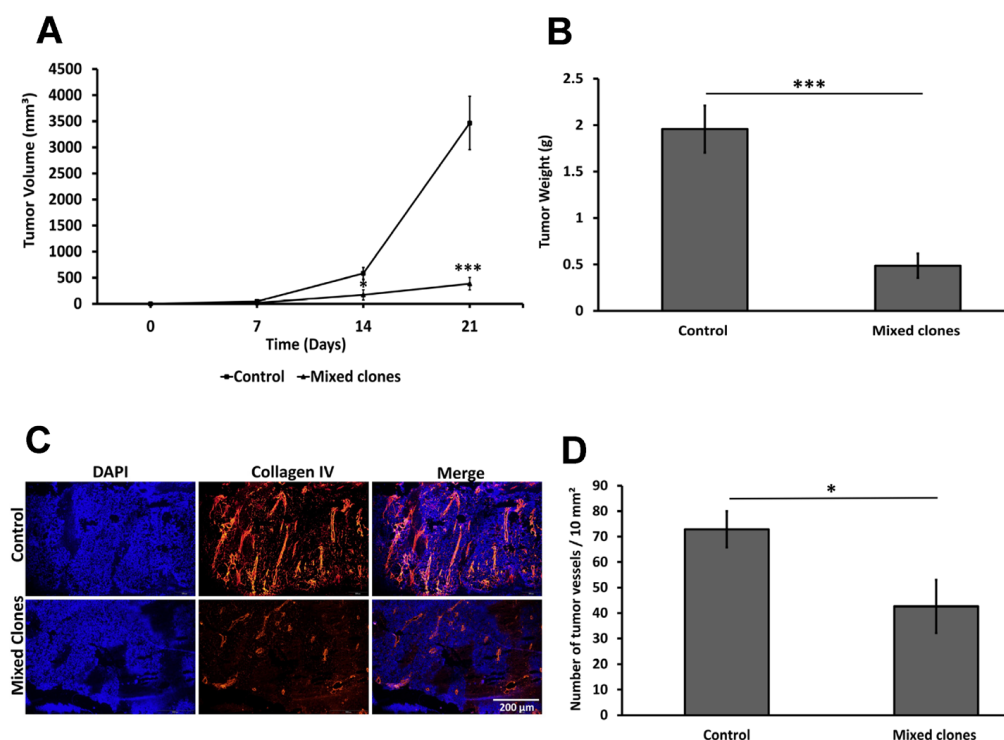 A
Tumor Volume (mm³)
4500
4000
3500
3000
2500
2000
1500
1000
500
0
*
***
0 7 14 21
Time (Days)
Control Mixed clones
B
Tumor Weight (g)
2.5
2
1.5
1
0.5
0
***
Control Mixed clones
C
DAPI Collagen IV Merge
Control
Mixed Clones
200 µm
D
Number of tumor vessels / 10 mm²
90
80
70
60
50
40
30
20
10
0
*
Control Mixed clones